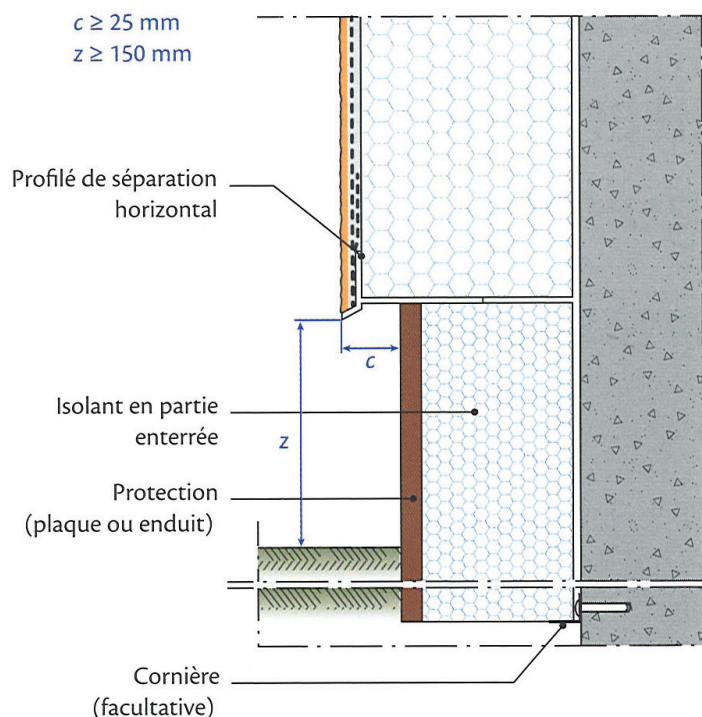 c ≥ 25 mm
z ≥ 150 mm
Profilé de séparation
horizontal
c
Isolant en partie
enterrée
z
Protection
(plaque ou enduit)
Cornière
(facultative)